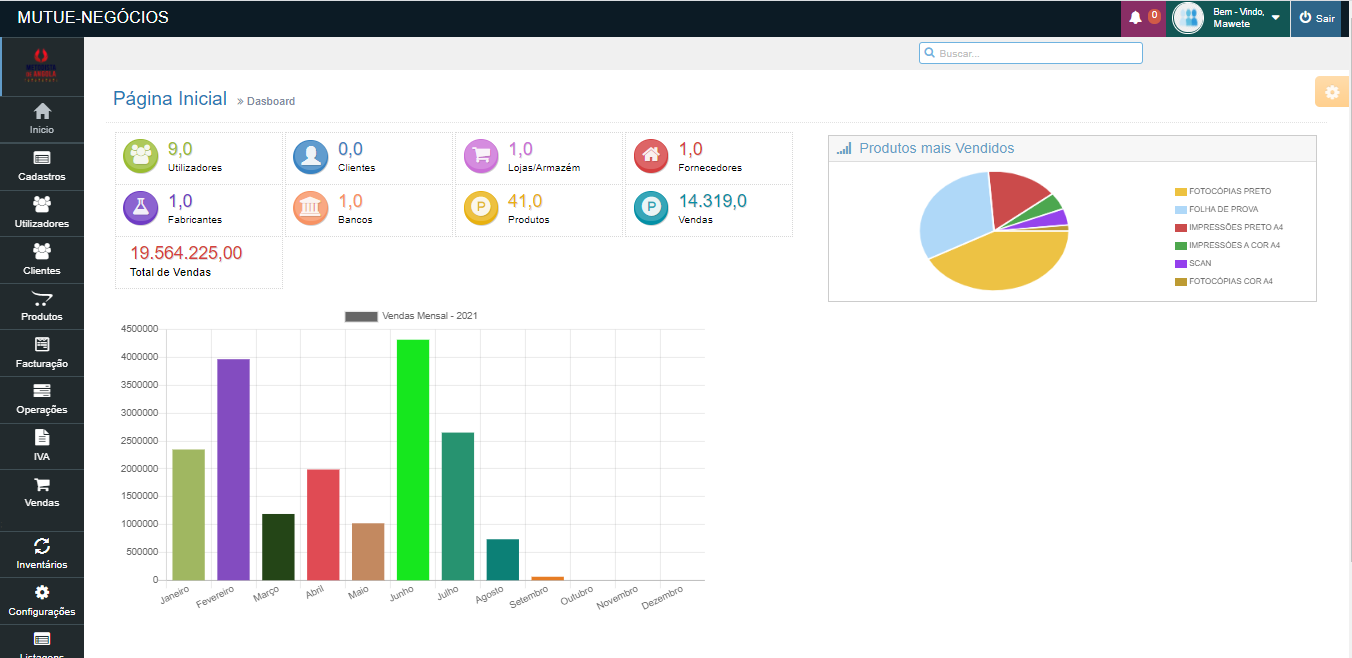 MUTUE-NEGÓCIOS
0
Bem - Vindo,
Mawete
Sair
Buscar...
Inicio
Cadastros
Utilizadores
Clientes
Produtos
Facturação
Operações
IVA
Vendas
Inventários
Configurações
Listagens
Página Inicial » Dasboard
9,0
Utilizadores
0,0
Clientes
1,0
Lojas/Armazém
1,0
Fornecedores
1,0
Fabricantes
1,0
Bancos
P
41,0
Produtos
P
14.319,0
Vendas
19.564.225,00
Total de Vendas
Produtos mais Vendidos
FOTOCÓPIAS PRETO
FOLHA DE PROVA
IMPRESSÕES PRETO A4
IMPRESSÕES A COR A4
SCAN
FOTOCÓPIAS COR A4
Vendas Mensal - 2021
4500000
4000000
3500000
3000000
2500000
2000000
1500000
1000000
500000
0
Janeiro
Fevereiro
Março
Abril
Maio
Junho
Julho
Agosto
Setembro
Outubro
Novembro
Dezembro